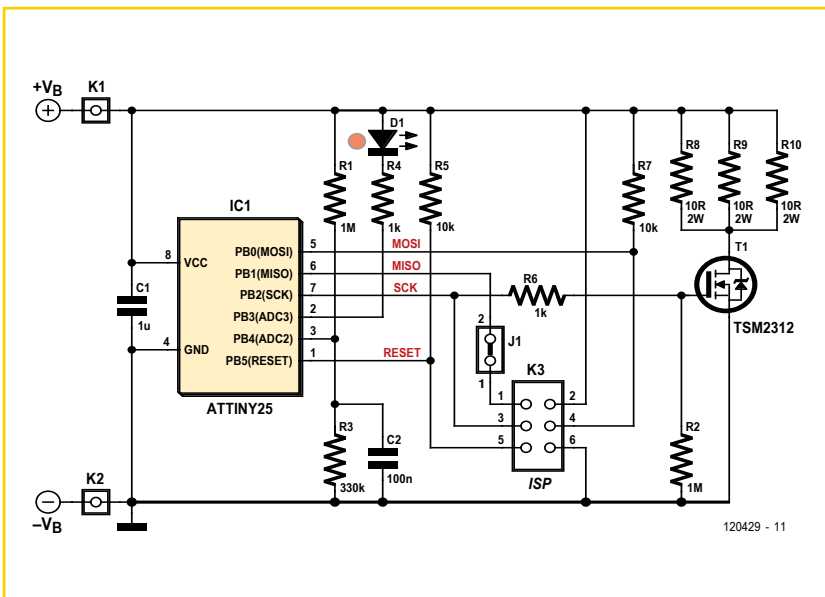 +VB
K1
D1
R1
1M
R4
1k
R5
10k
R7
10k
R8
10R
2W
R9
10R
2W
R10
10R
2W
IC1
8 VCC
4 GND
PB0(MOSI) 5 MOSI
PB1(MISO) 6 MISO
PB2(SCK) 7 SCK
PB3(ADC3) 2
PB4(ADC2) 3
PB5(RESET) 1 RESET
ATTINY25
C1
1u
R6
1k
T1
TSM2312
2
J1
1
K3
1 2
3 4
5 6
ISP
R3
330k
C2
100n
R2
1M
K2
–VB
120429 - 11